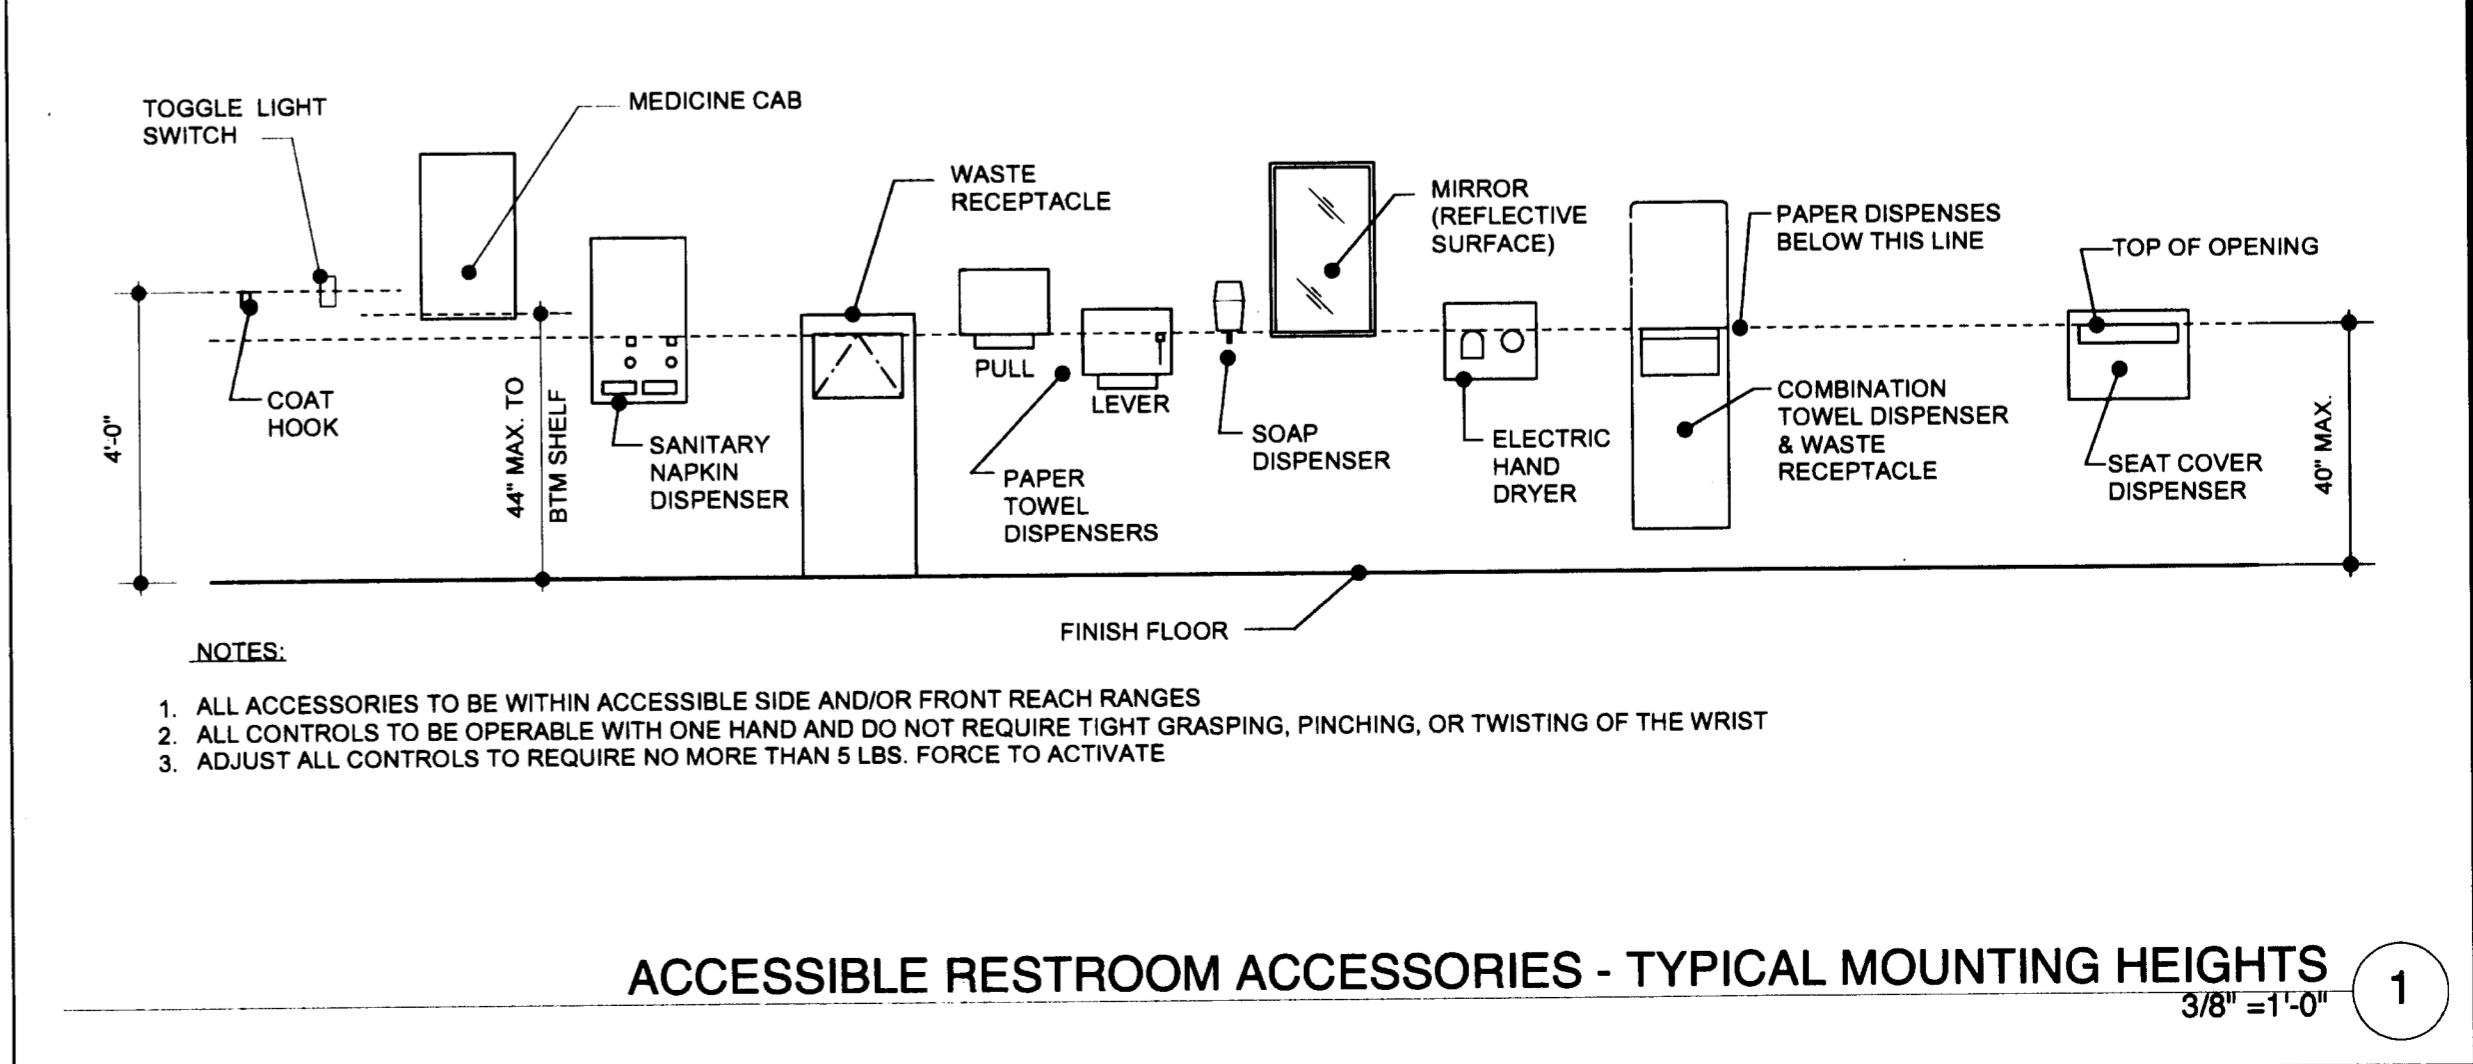 TOGGLE LIGHT
SWITCH
MEDICINE CAB
WASTE
RECEPTACLE
MIRROR
(REFLECTIVE
SURFACE)
PAPER DISPENSES
BELOW THIS LINE
TOP OF OPENING
4'-0"
COAT
HOOK
44" MAX. TO
BTM SHELF
SANITARY
NAPKIN
DISPENSER
PULL
LEVER
PAPER
TOWEL
DISPENSERS
SOAP
DISPENSER
ELECTRIC
HAND
DRYER
COMBINATION
TOWEL DISPENSER
& WASTE
RECEPTACLE
SEAT COVER
DISPENSER
40" MAX.
FINISH FLOOR
NOTES:
1. ALL ACCESSORIES TO BE WITHIN ACCESSIBLE SIDE AND/OR FRONT REACH RANGES
2. ALL CONTROLS TO BE OPERABLE WITH ONE HAND AND DO NOT REQUIRE TIGHT GRASPING, PINCHING, OR TWISTING OF THE WRIST
3. ADJUST ALL CONTROLS TO REQUIRE NO MORE THAN 5 LBS. FORCE TO ACTIVATE
ACCESSIBLE RESTROOM ACCESSORIES - TYPICAL MOUNTING HEIGHTS
3/8" =1'-0"
1